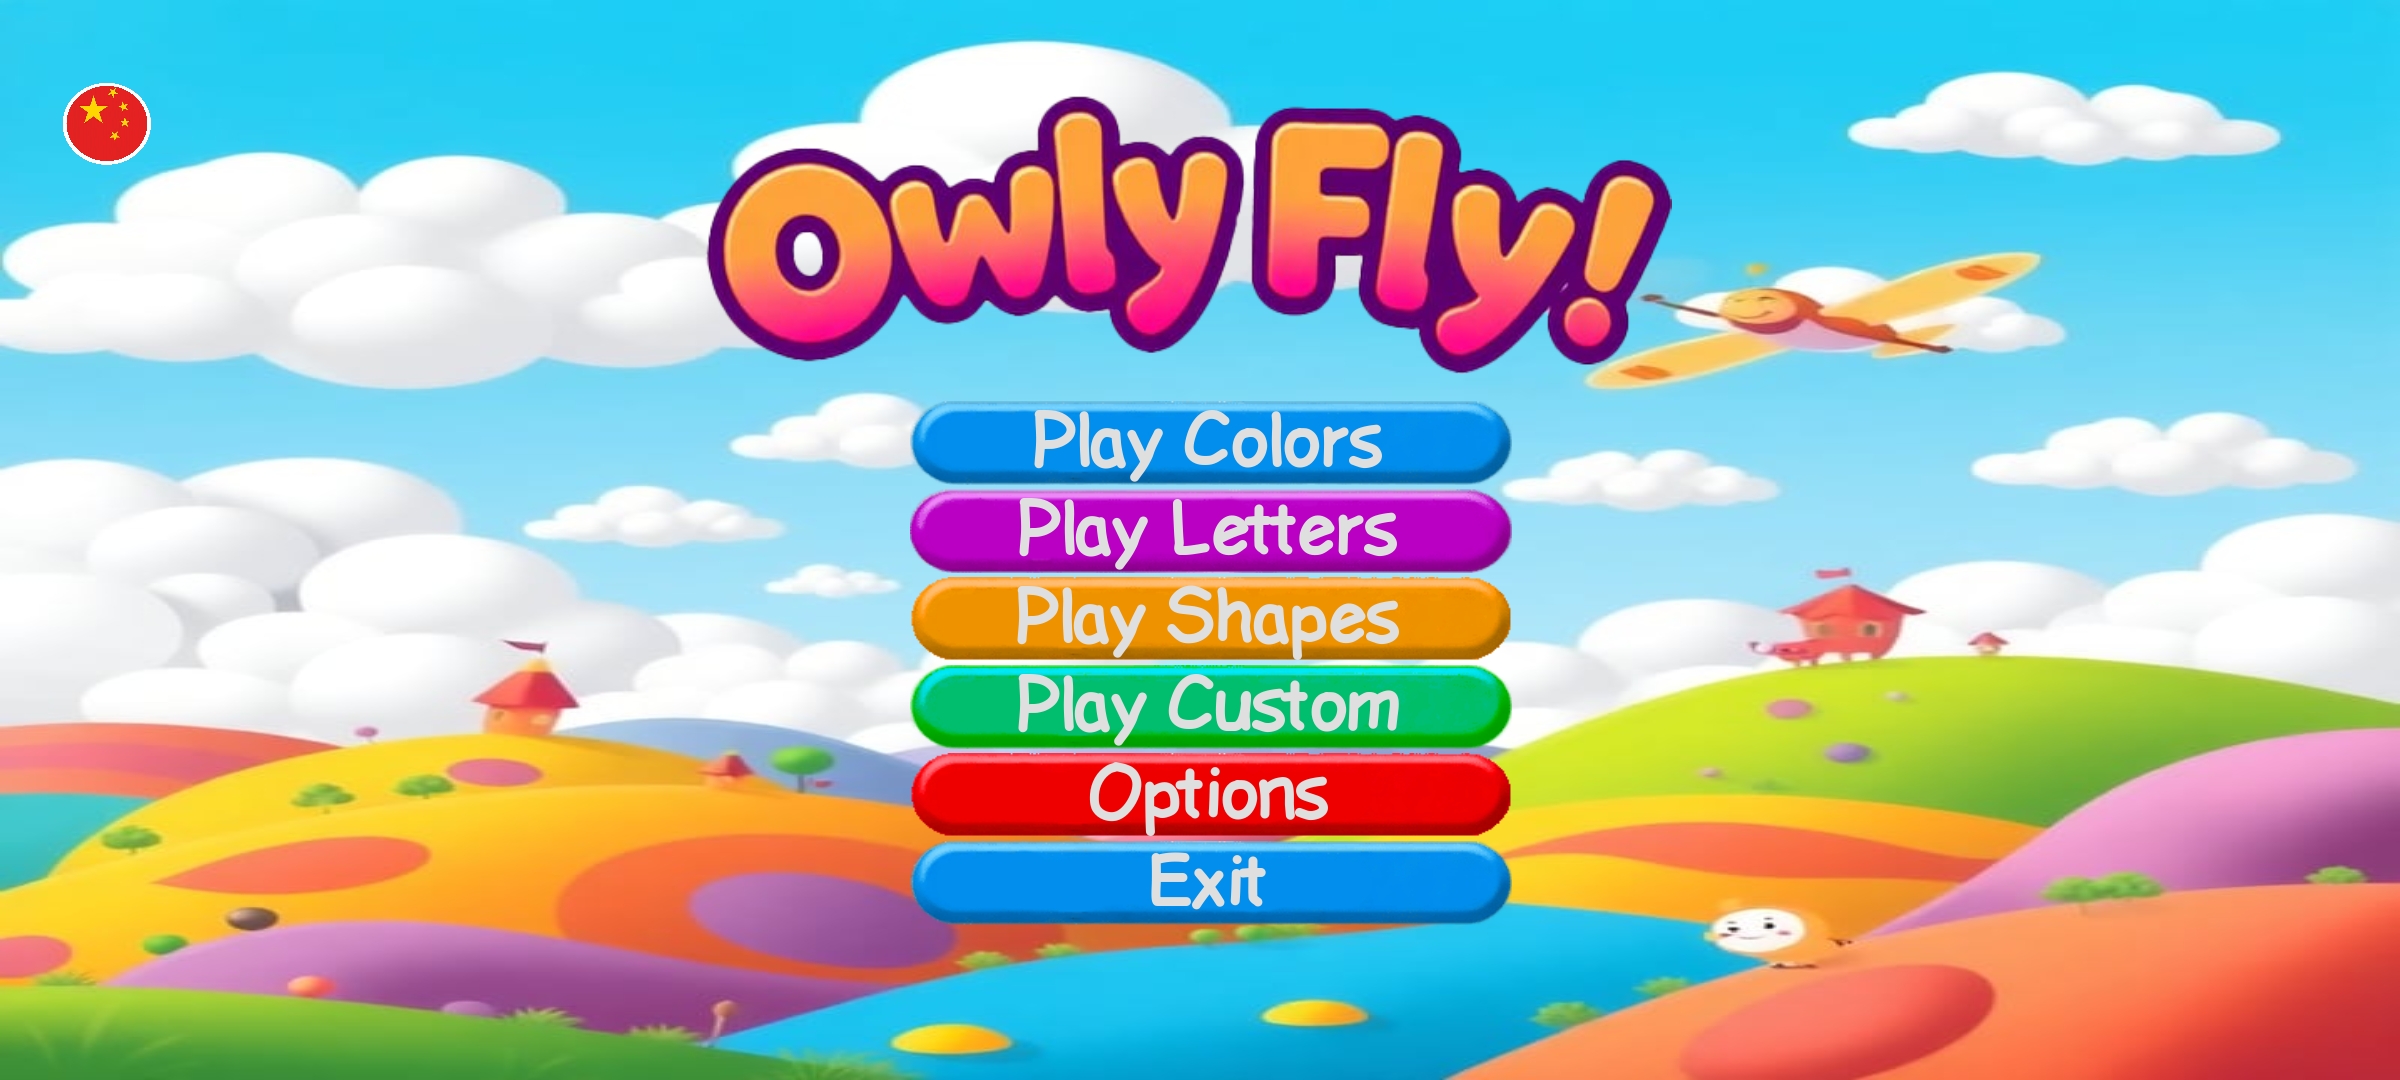 Owly Fly!
Play Colors
Play Letters
Play Shapes
Play Custom
Options
Exit